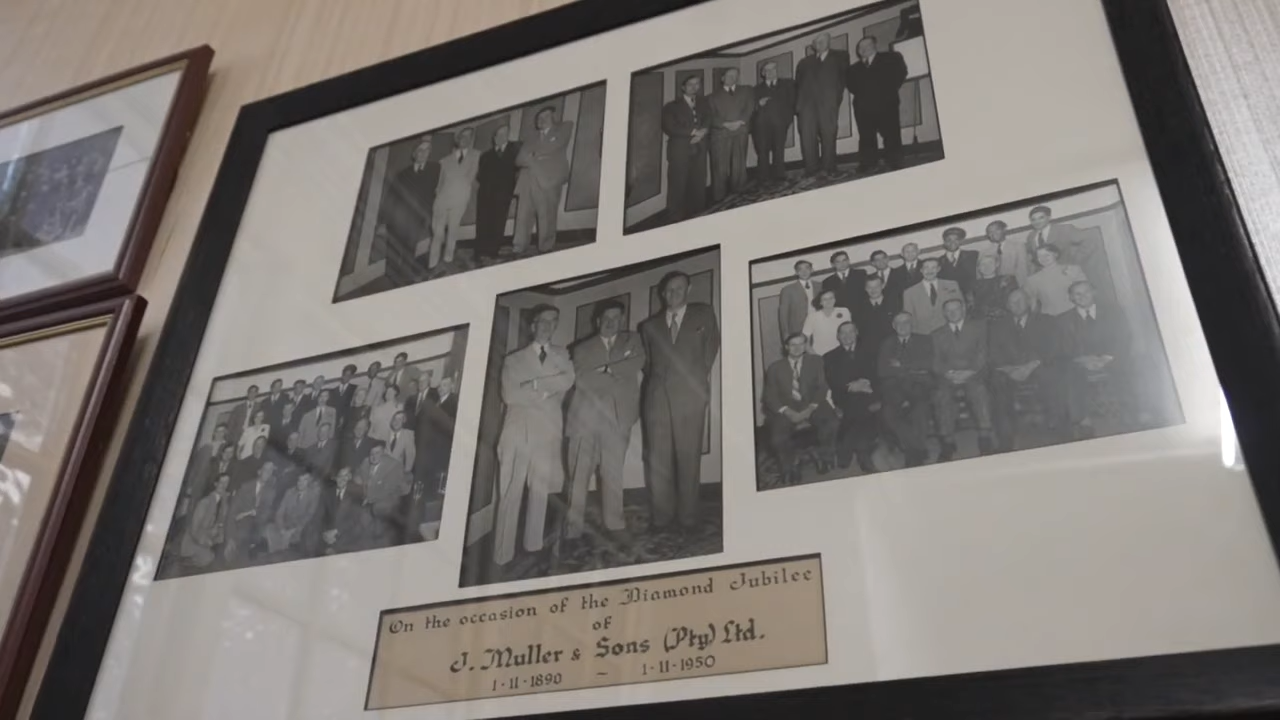 On the occasion of the Diamond Jubilee
of
J. Muller & Sons (Pty) Ltd.
1-11-1890 ~ 1-11-1950